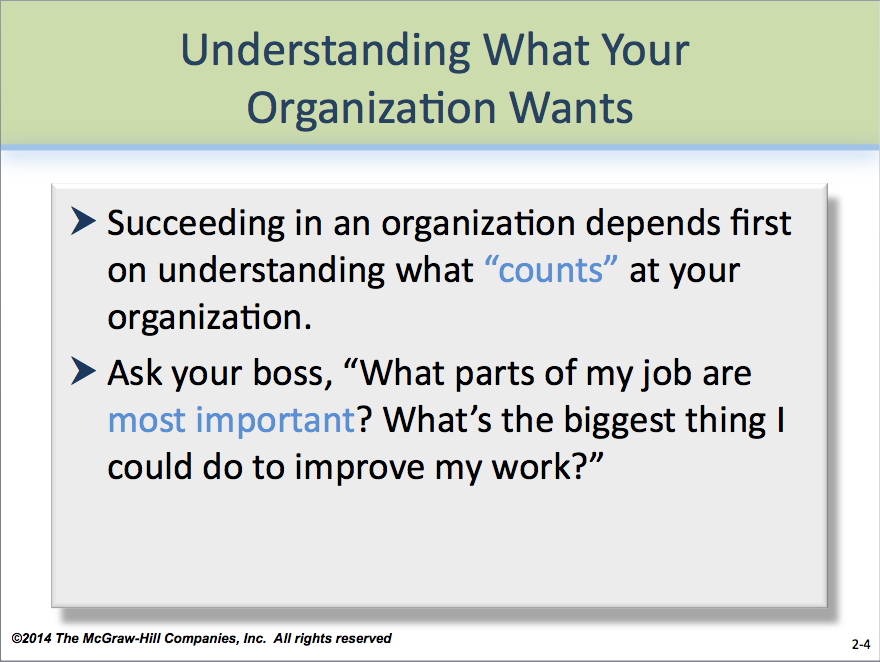 Understanding What Your
Organization Wants
Succeeding in an organization depends first
on understanding what “counts” at your
organization.
Ask your boss, “What parts of my job are
most important? What’s the biggest thing I
could do to improve my work?”
©2014 The McGraw-Hill Companies, Inc. All rights reserved
2-4